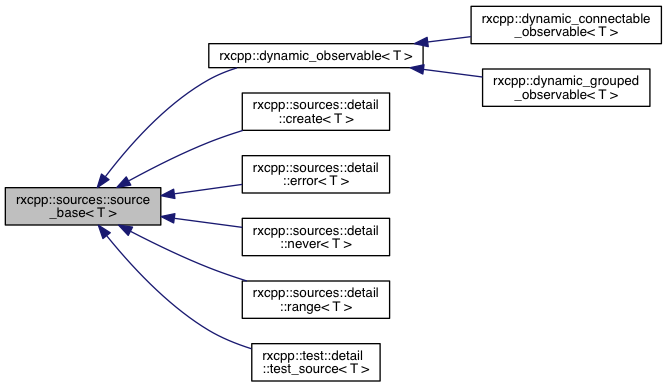 rxcpp::dynamic_connectable
_observable< T >
rxcpp::dynamic_observable< T >
rxcpp::dynamic_grouped
_observable< T >
rxcpp::sources::detail
::create< T >
rxcpp::sources::detail
::error< T >
rxcpp::sources::source
_base< T >
rxcpp::sources::detail
::never< T >
rxcpp::sources::detail
::range< T >
rxcpp::test::detail
::test_source< T >